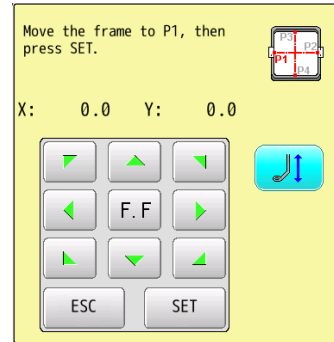 Move the frame to P1, then
press SET.
P3
P2
P1
P4
X: 0.0 Y: 0.0
F.F
ESC SET